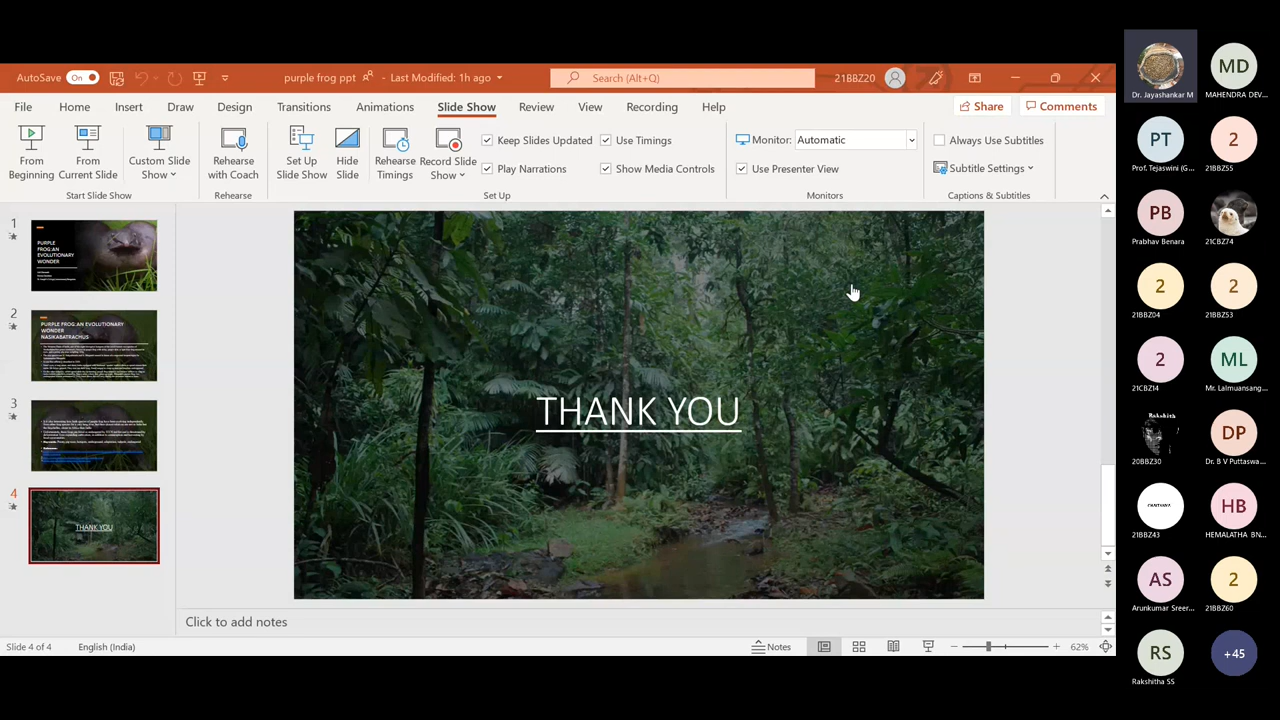 AutoSave On
purple frog ppt - Last Modified: 1h ago
Search (Alt+Q)
21BBZ20
File Home Insert Draw Design Transitions Animations Slide Show Review View Recording Help
Share Comments
From Beginning
From Current Slide
Custom Slide Show
Rehearse with Coach
Set Up Slide Show
Hide Slide
Rehearse Timings
Record Slide Show
Keep Slides Updated
Play Narrations
Use Timings
Show Media Controls
Monitor: Automatic
Use Presenter View
Always Use Subtitles
Subtitle Settings
Start Slide Show Rehearse Set Up Monitors Captions & Subtitles
1
PURPLE
FROG:AN
EVOLUTIONARY
WONDER
2
PURPLE FROG:AN EVOLUTIONARY
WONDER
NASIKABATRACHUS
3
4
THANK YOU
THANK YOU
Click to add notes
Slide 4 of 4 English (India) Notes 62%
Dr. Jayashankar M
MD
MAHENDRA DEV...
PT
Prof. Tejaswini (G...
2
21BBZ55
PB
Prabhav Benara
21CBZ74
2
21BBZ04
2
21BBZ53
2
21CBZ14
ML
Mr. Lalmuansang...
Rakshith
20BBZ30
DP
Dr. B V Puttaswa...
CHAITHANYA
21BBZ43
HB
HEMALATHA BN...
AS
Arunkumar Sreer...
2
21BBZ60
RS
Rakshitha SS
+45